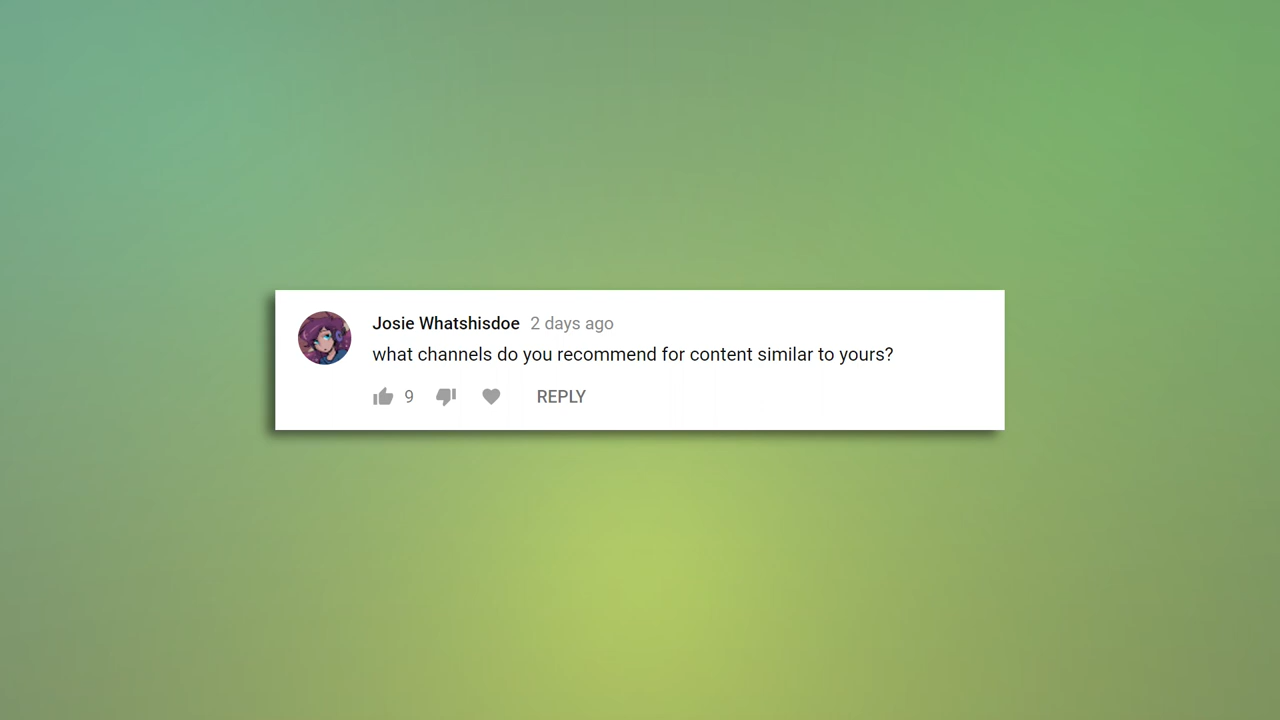 Josie Whatshisdoe 2 days ago
what channels do you recommend for content similar to yours?
9 REPLY